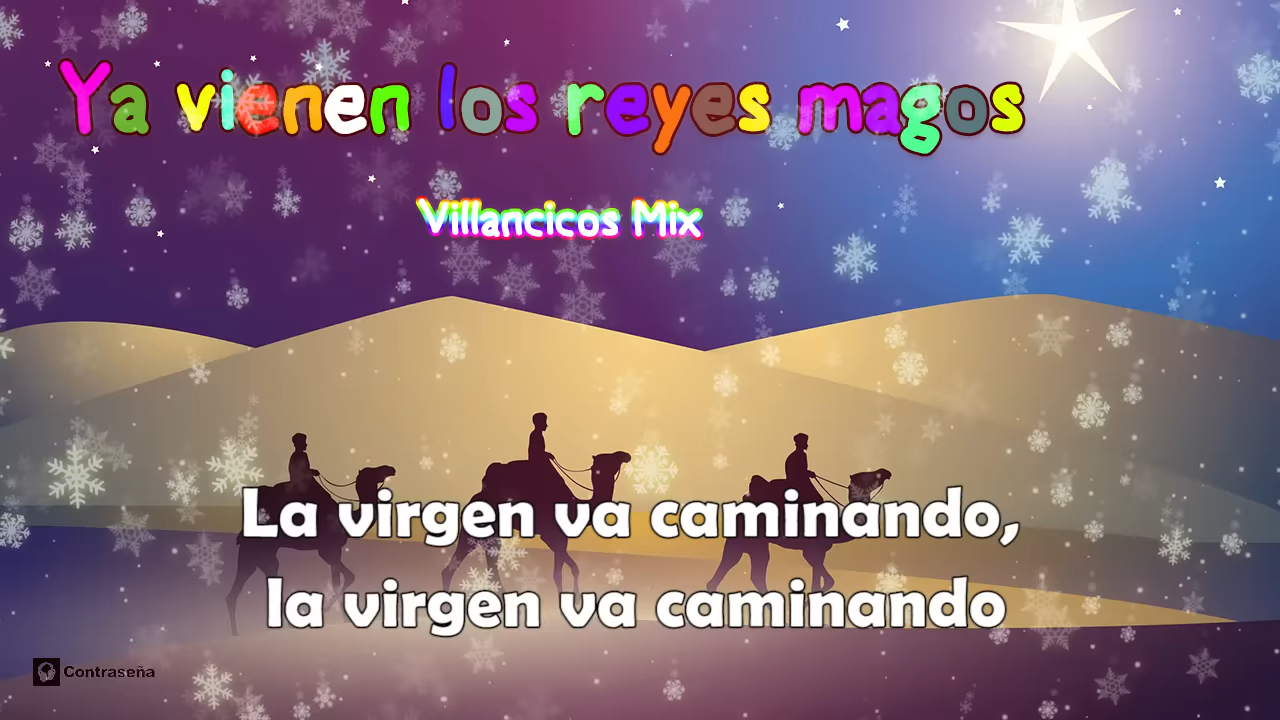 Ya vienen los reyes magos
Villancicos Mix
La virgen va caminando,
la virgen va caminando
Contraseña